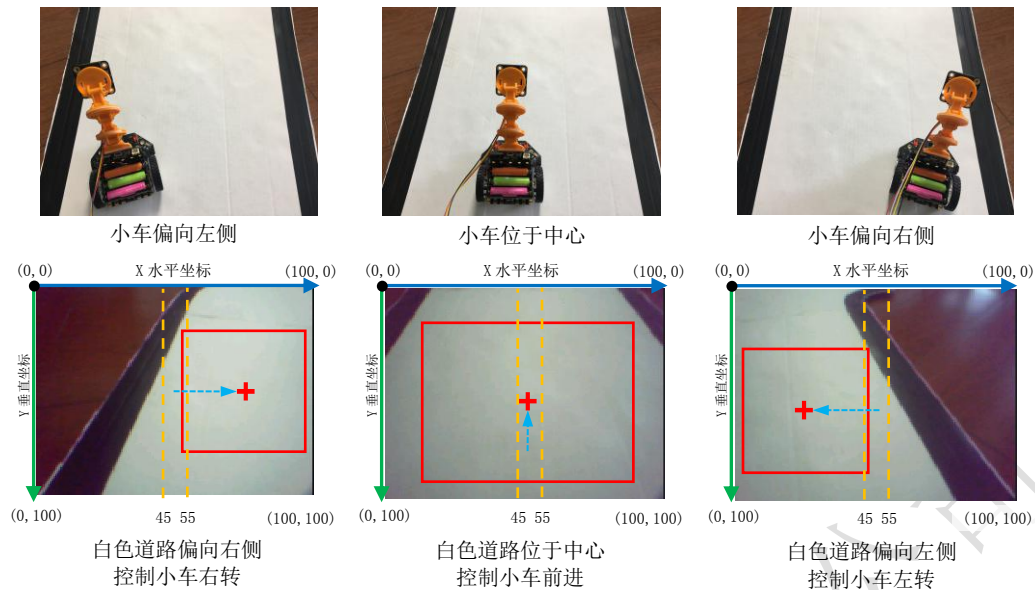 小车偏向左侧
小车位于中心
小车偏向右侧
(0,0)
X 水平坐标
(100,0)
(0,0)
X 水平坐标
(100,0)
(0,0)
X 水平坐标
(100,0)
Y 垂直坐标
Y 垂直坐标
Y 垂直坐标
(0,100)
45
55
(100,100)
(0,100)
45
55
(100,100)
(0,100)
45
55
(100,100)
白色道路偏向右侧
控制小车右转
白色道路位于中心
控制小车前进
白色道路偏向左侧
控制小车左转